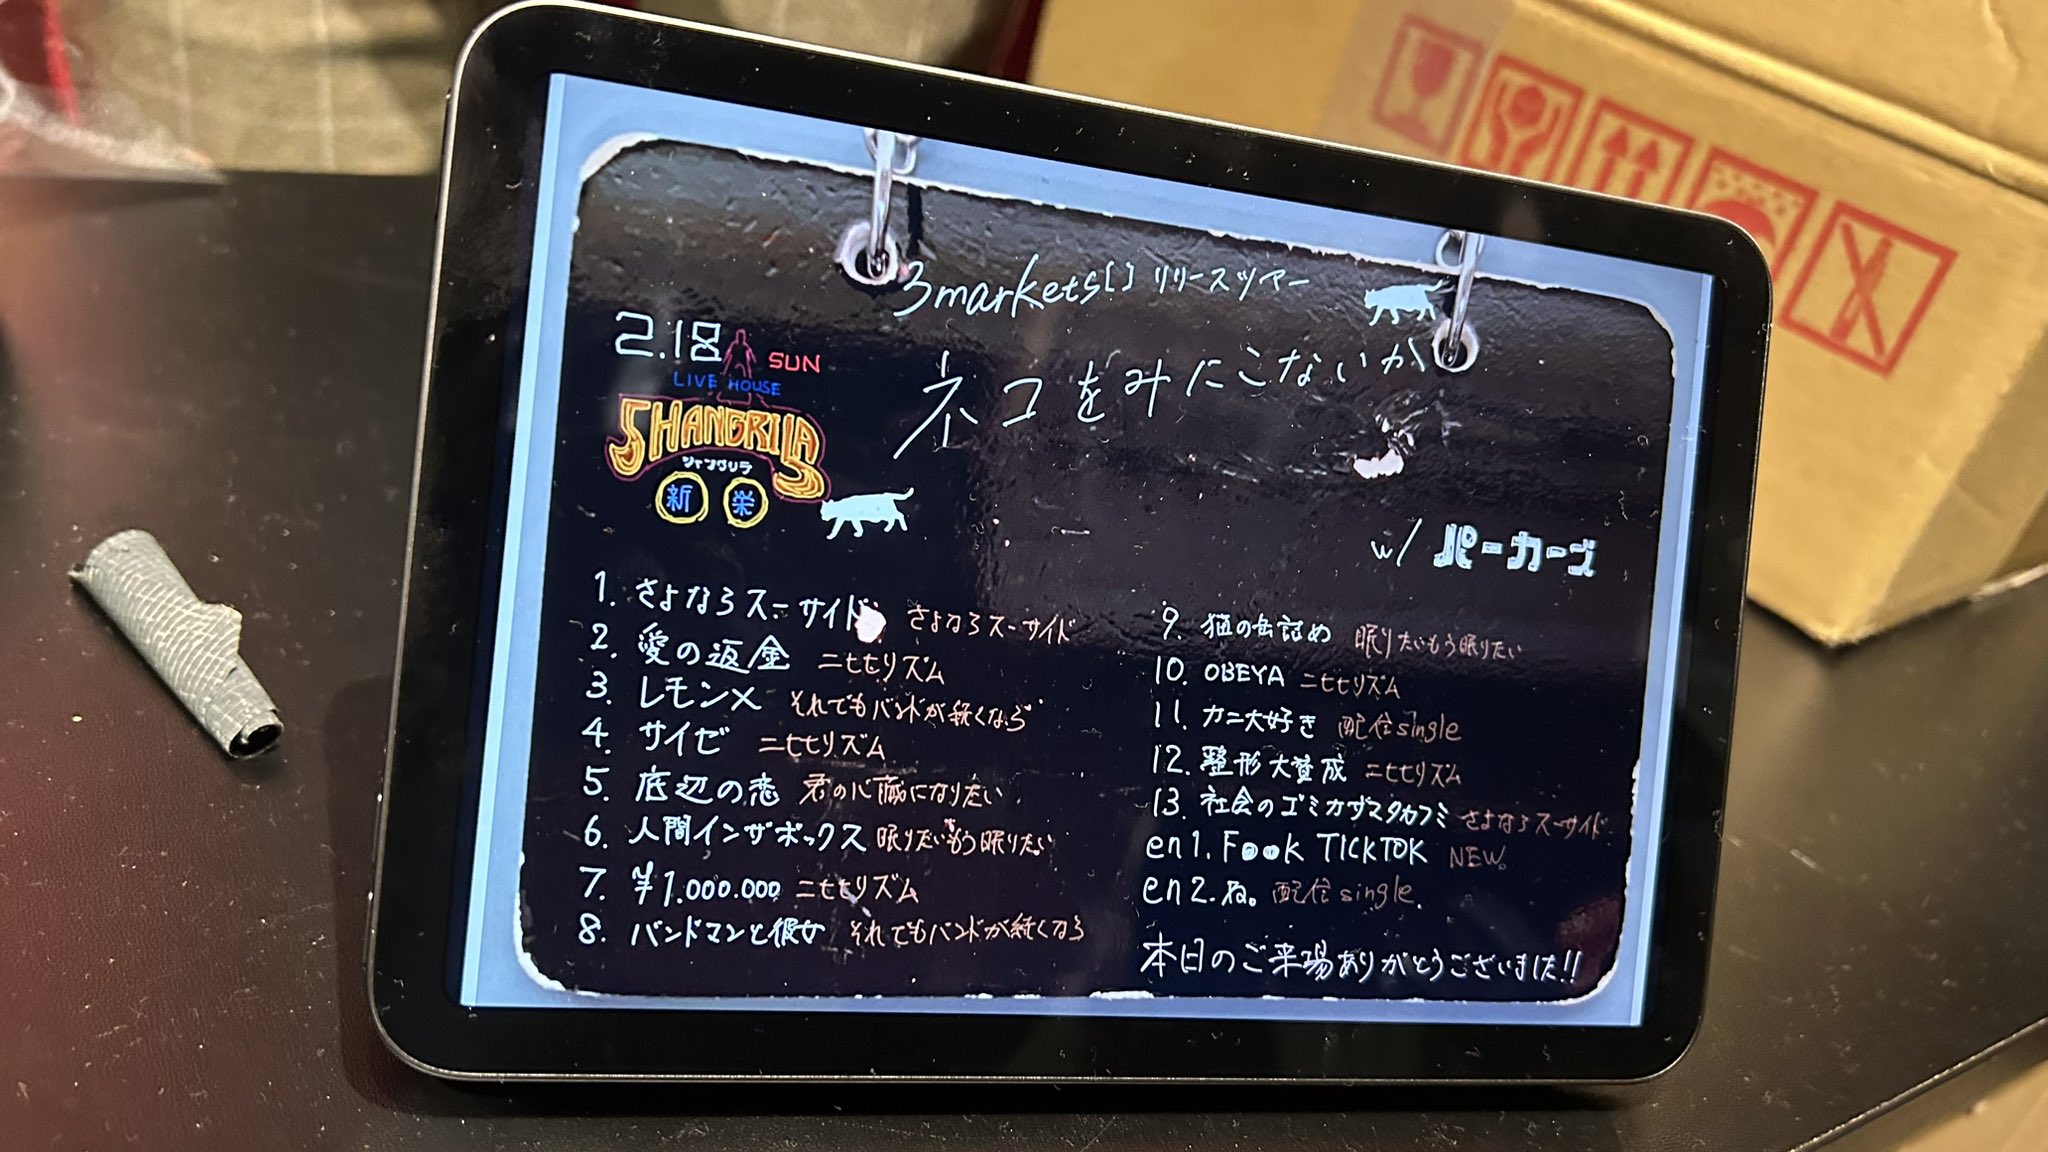 3markets[] リリースツアー
ネコをみにこないか
2.18 SUN
LIVE HOUSE
SHANGRILA
シャングリラ
新 栄
w/ パーカーズ
1. さよならスーサイド さよならスーサイド
2. 愛の返金 ニヒヒリズム
3. レモン× それでもバンドが続くなら
4. サイゼ ニヒヒリズム
5. 底辺の恋 君の心臓になりたい
6. 人間インザボックス 眠りたいもう眠りたい
7. ¥1.000.000 ニヒヒリズム
8. バンドマンと彼女 それでもバンドが続くなら
9. 猫の缶詰め 眠りたいもう眠りたい
10. OBEYA ニヒヒリズム
11. カニ大好き 配信single
12. 整形大賛成 ニヒヒリズム
13. 社会のゴミカザマタカフミ さよならスーサイド
en1. F●●k TICKTOK NEW。
en2. ね。 配信single.
本日のご来場ありがとうございました!!